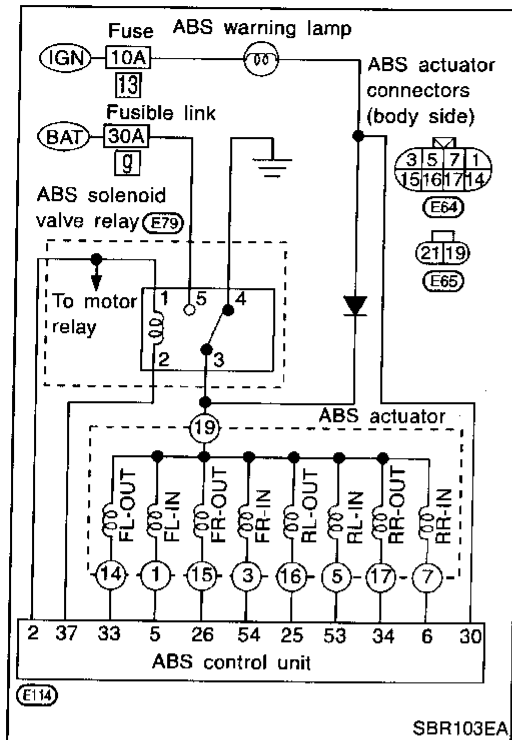 Fuse
ABS warning lamp
IGN
10A
13
Fusible link
BAT
30A
g
ABS actuator
connectors
(body side)
3 5 7 1
15 16 17 14
E64
21 19
E65
ABS solenoid
valve relay E79
To motor
relay
1 5 4
2 3
ABS actuator
19
FL-OUT
FL-IN
FR-OUT
FR-IN
RL-OUT
RL-IN
RR-OUT
RR-IN
14 1 15 3 16 5 17 7
2 37 33 5 26 54 25 53 34 6 30
ABS control unit
E114
SBR103EA